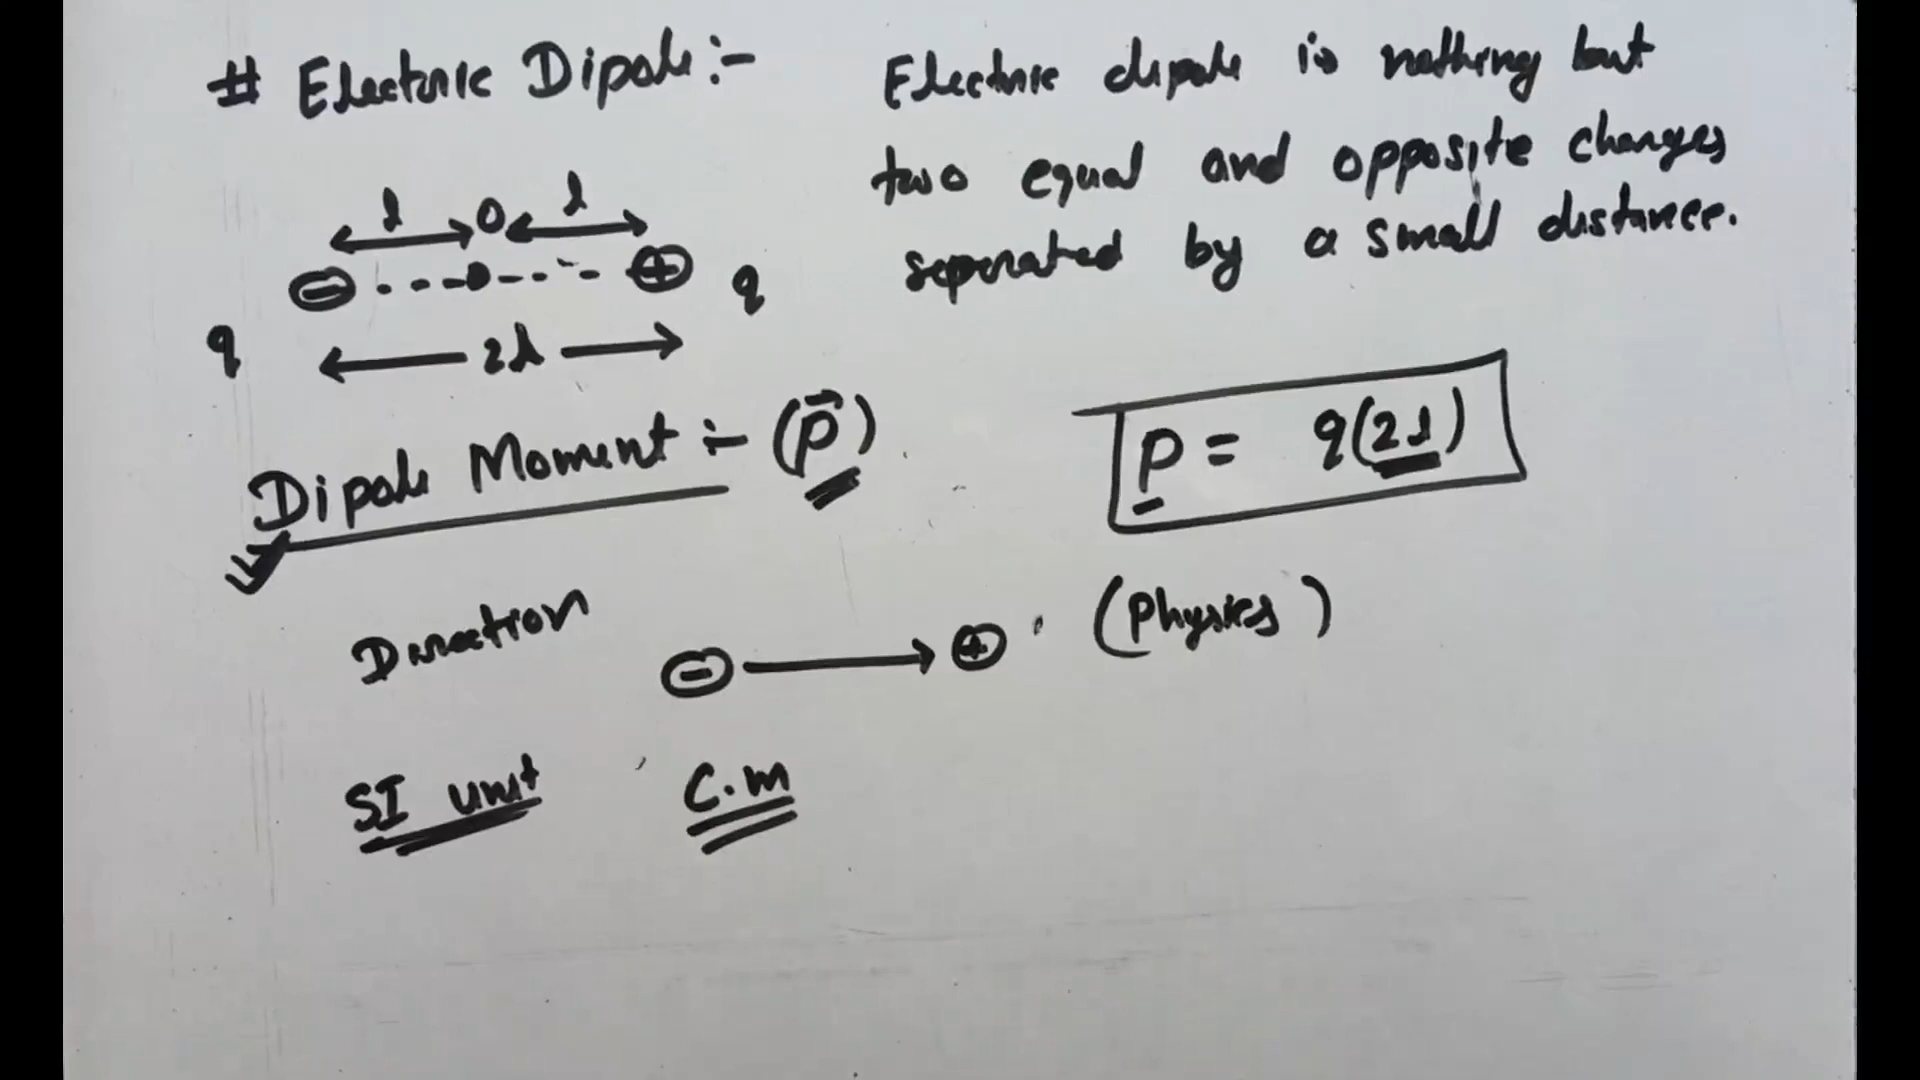 # Electric Dipole :-
Electric dipole is nothing but
two equal and opposite charges
seperated by a small distance.
l O l
q
q
2l
Dipole Moment :- (p⃗)
p = q(2l)
Direction
(Physics)
SI unit C.m